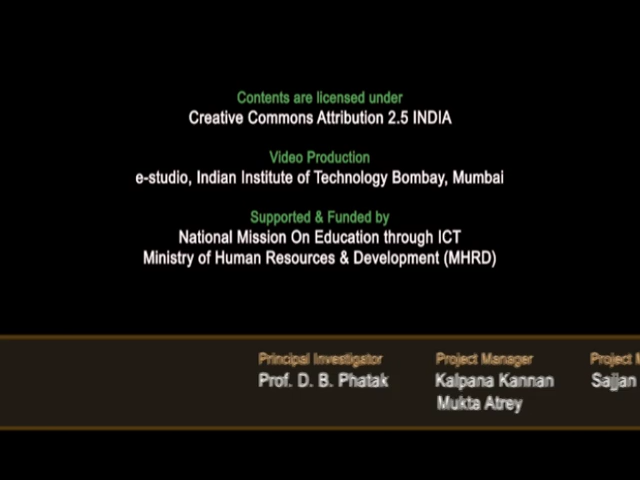 Contents are licensed under
Creative Commons Attribution 2.5 INDIA
Video Production
e-studio, Indian Institute of Technology Bombay, Mumbai
Supported & Funded by
National Mission On Education through ICT
Ministry of Human Resources & Development (MHRD)
Principal Investigator
Prof. D. B. Phatak
Project Manager
Kalpana Kannan
Mukta Atrey
Project M
Sajjan